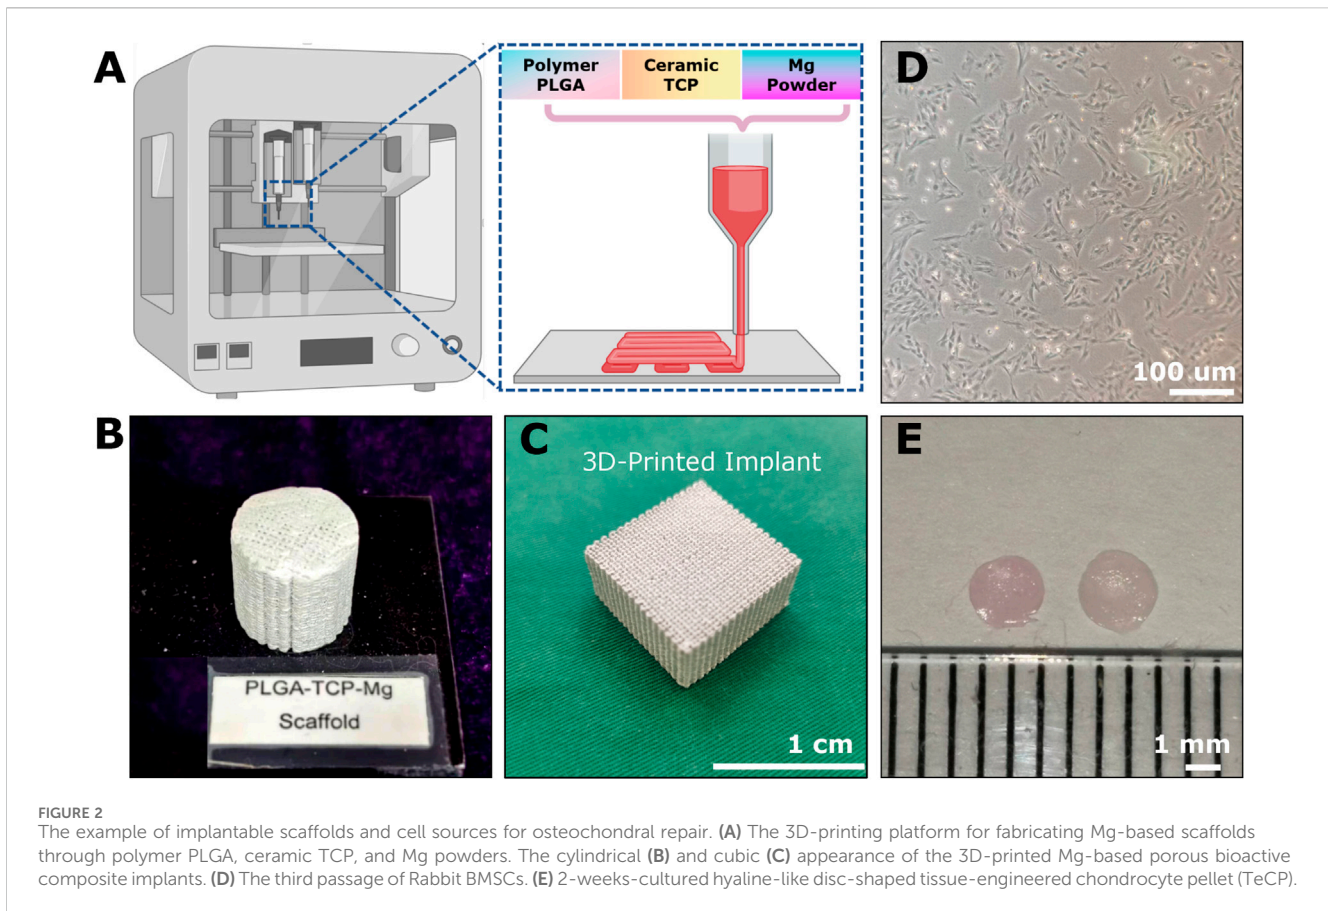 A
Polymer
PLGA
Ceramic
TCP
Mg
Powder
D
100 um
B
PLGA-TCP-Mg
Scaffold
C
3D-Printed Implant
1 cm
E
1 mm
FIGURE 2
The example of implantable scaffolds and cell sources for osteochondral repair. (A) The 3D-printing platform for fabricating Mg-based scaffolds
through polymer PLGA, ceramic TCP, and Mg powders. The cylindrical (B) and cubic (C) appearance of the 3D-printed Mg-based porous bioactive
composite implants. (D) The third passage of Rabbit BMSCs. (E) 2-weeks-cultured hyaline-like disc-shaped tissue-engineered chondrocyte pellet (TeCP).